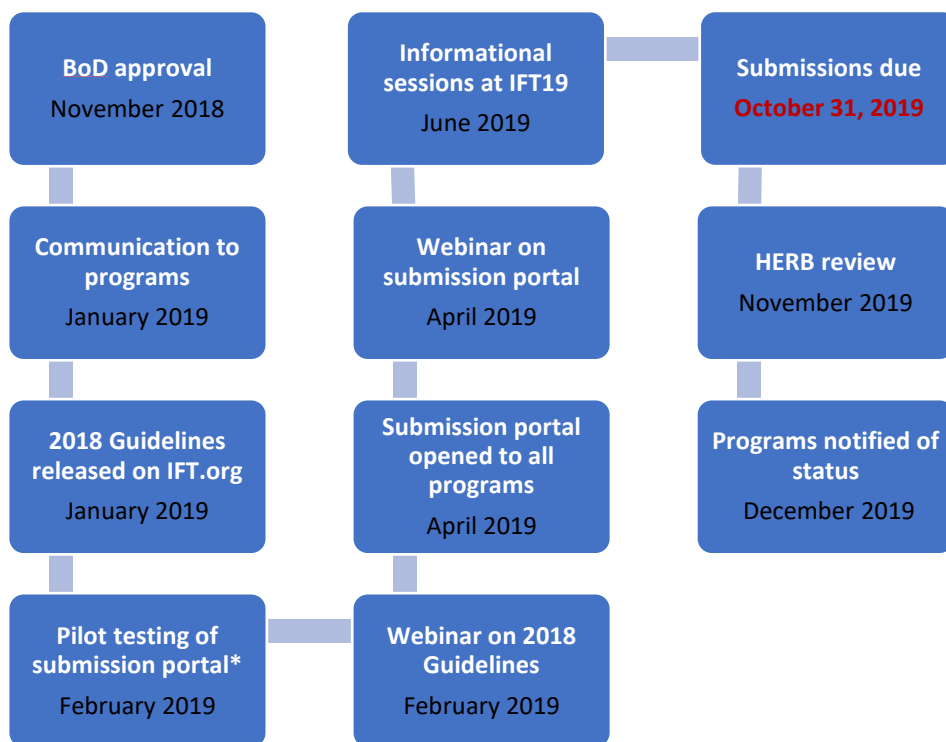 BoD approval
November 2018
Communication to
programs
January 2019
2018 Guidelines
released on IFT.org
January 2019
Pilot testing of
submission portal*
February 2019
Webinar on 2018
Guidelines
February 2019
Submission portal
opened to all
programs
April 2019
Webinar on
submission portal
April 2019
Informational
sessions at IFT19
June 2019
Submissions due
October 31, 2019
HERB review
November 2019
Programs notified of
status
December 2019